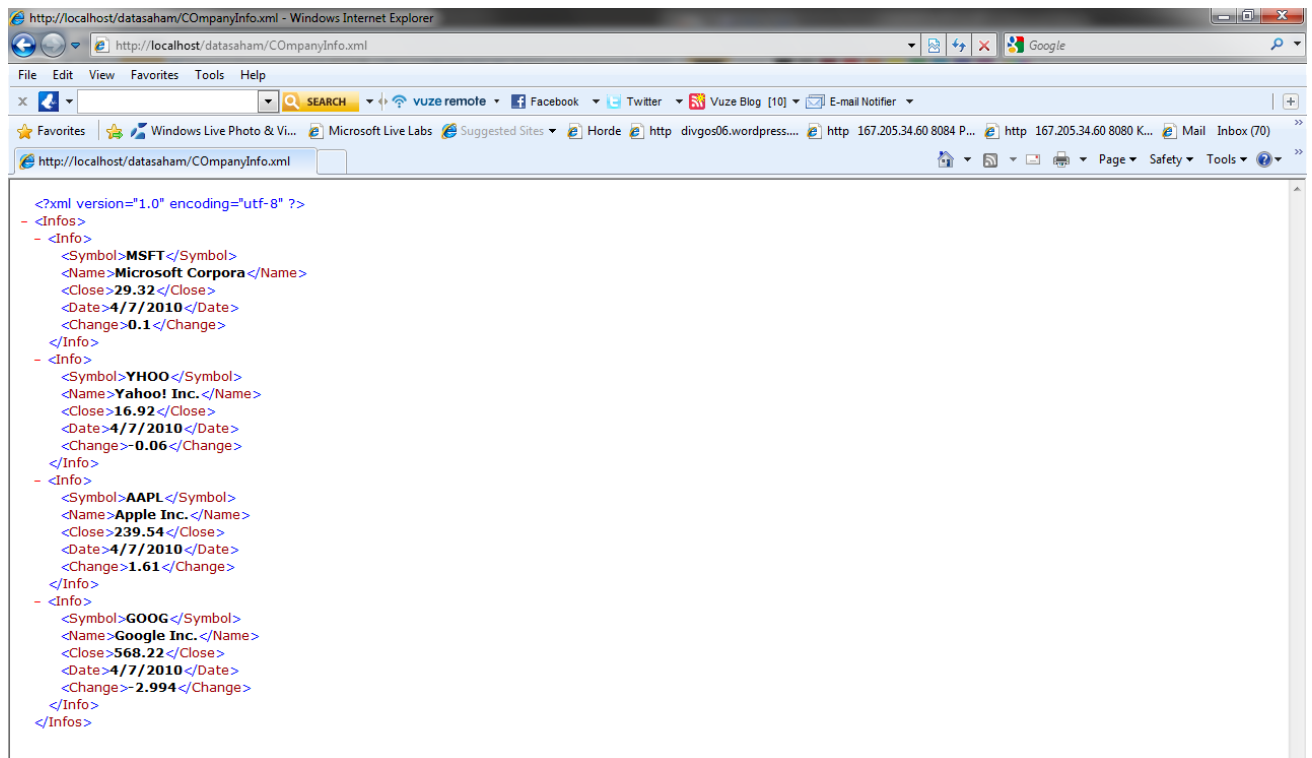 http://localhost/datasaham/COmpanyInfo.xml - Windows Internet Explorer
http://localhost/datasaham/COmpanyInfo.xml Google
File Edit View Favorites Tools Help
x SEARCH vuze remote Facebook Twitter Vuze Blog [10] E-mail Notifier
Favorites Windows Live Photo & Vi... Microsoft Live Labs Suggested Sites Horde http divgos06.wordpress.... http 167.205.34.60 8084 P... http 167.205.34.60 8080 K... Mail Inbox (70) »
http://localhost/datasaham/COmpanyInfo.xml Page Safety Tools »
<?xml version="1.0" encoding="utf-8" ?>
- <Infos>
- <Info>
<Symbol>MSFT</Symbol>
<Name>Microsoft Corpora</Name>
<Close>29.32</Close>
<Date>4/7/2010</Date>
<Change>0.1</Change>
</Info>
- <Info>
<Symbol>YHOO</Symbol>
<Name>Yahoo! Inc.</Name>
<Close>16.92</Close>
<Date>4/7/2010</Date>
<Change>-0.06</Change>
</Info>
- <Info>
<Symbol>AAPL</Symbol>
<Name>Apple Inc.</Name>
<Close>239.54</Close>
<Date>4/7/2010</Date>
<Change>1.61</Change>
</Info>
- <Info>
<Symbol>GOOG</Symbol>
<Name>Google Inc.</Name>
<Close>568.22</Close>
<Date>4/7/2010</Date>
<Change>-2.994</Change>
</Info>
</Infos>